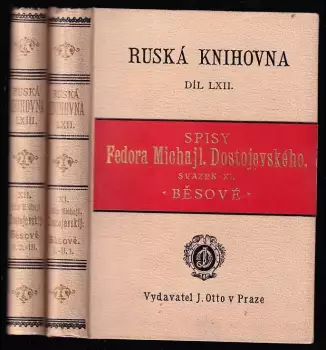 RUSKÁ KNIHOVNA
DÍL LXII.
SPISY
Fedora Michajl. Dostojevského.
SVAZEK XI.
BĚSOVÉ
Vydavatel J. Otto v Praze
RUSKÁ
KNIHOVNA
LXII.
XI.
Dostojevskij:
Běsové.
RUSKÁ
KNIHOVNA
LXIII.
XII.
Běsové